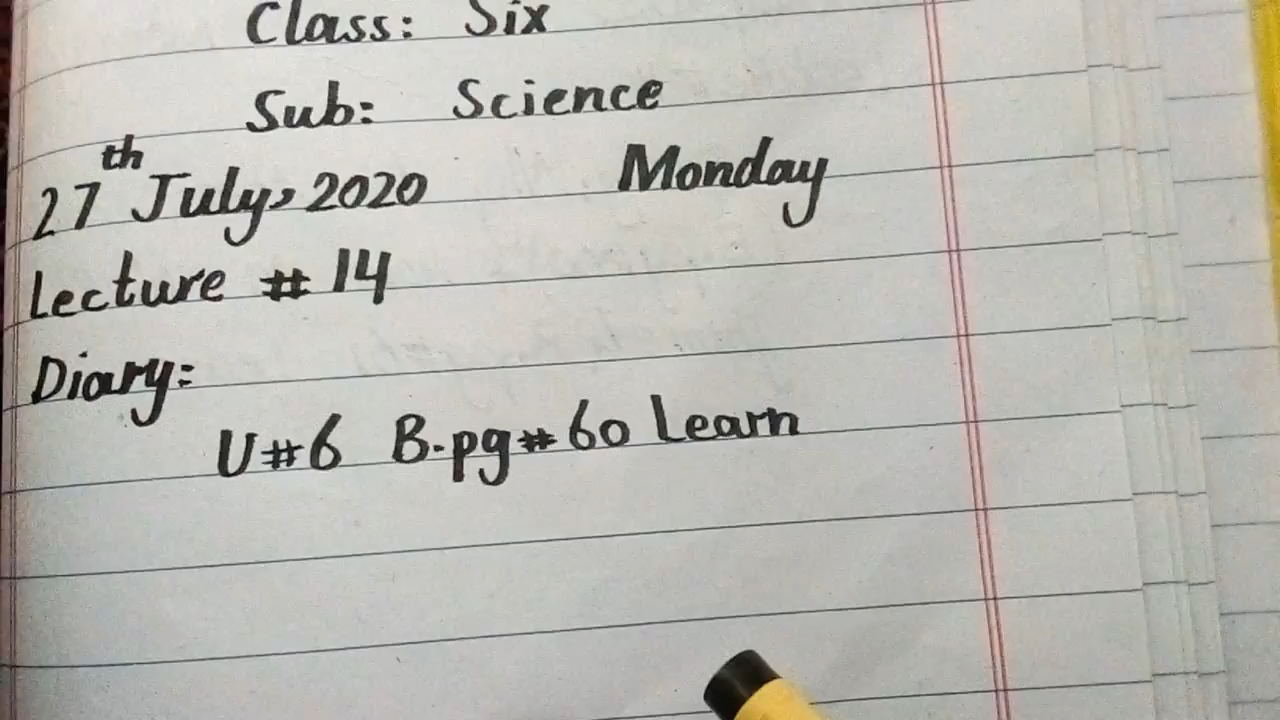 Class: Six
Sub: Science
27th July, 2020 Monday
Lecture # 14
Diary:
U#6 B.pg# 60 Learn